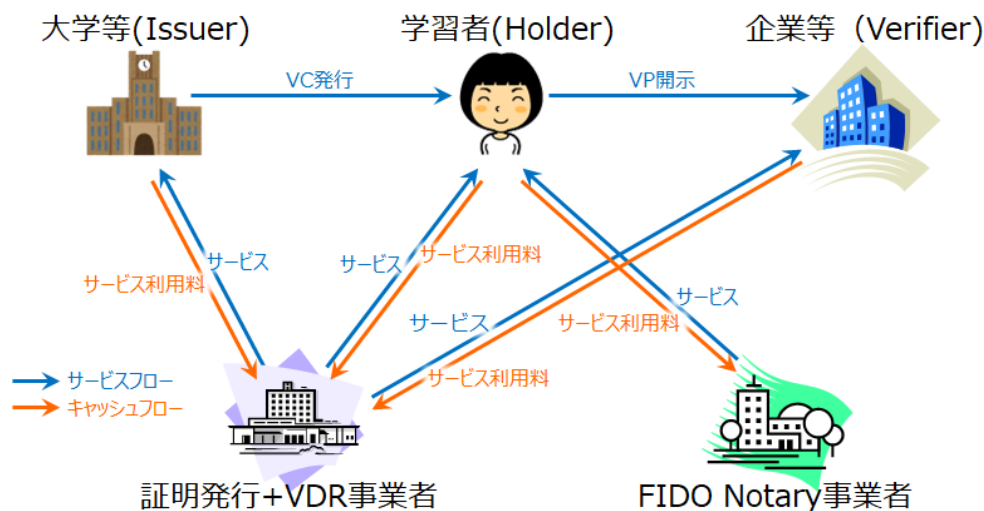 大学等(Issuer)
学習者(Holder)
企業等（Verifier)
VC発行
VP開示
サービス
サービス利用料
サービス
サービス利用料
サービス
サービス利用料
サービス
サービス利用料
サービスフロー
キャッシュフロー
証明発行+VDR事業者
FIDO Notary事業者